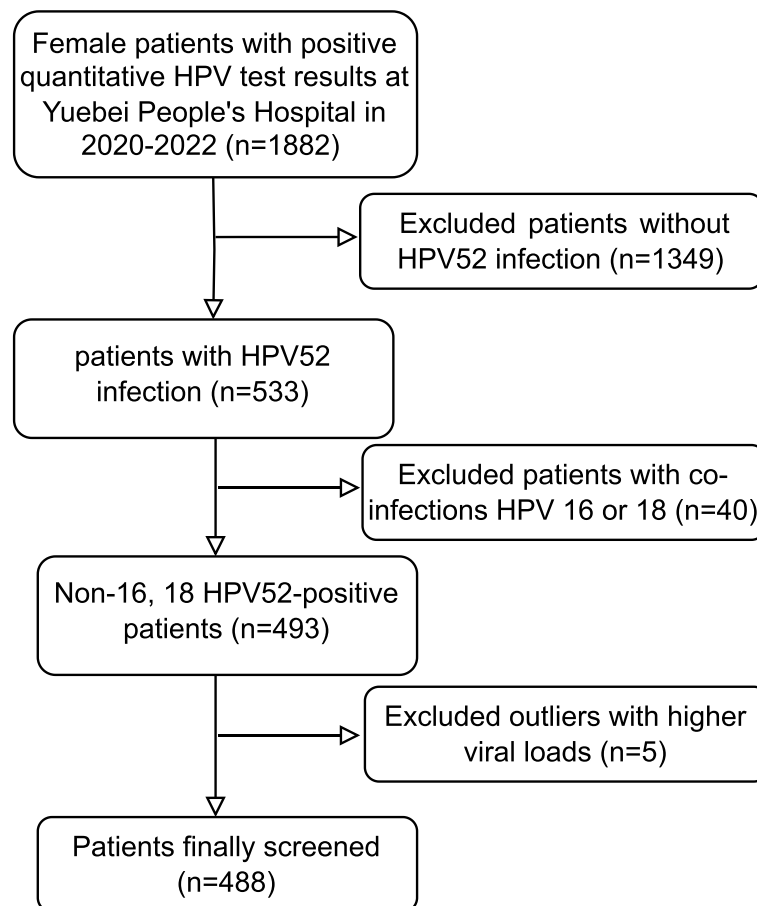 Female patients with positive
quantitative HPV test results at
Yuebei People's Hospital in
2020-2022 (n=1882)
Excluded patients without
HPV52 infection (n=1349)
patients with HPV52
infection (n=533)
Excluded patients with co-
infections HPV 16 or 18 (n=40)
Non-16, 18 HPV52-positive
patients (n=493)
Excluded outliers with higher
viral loads (n=5)
Patients finally screened
(n=488)